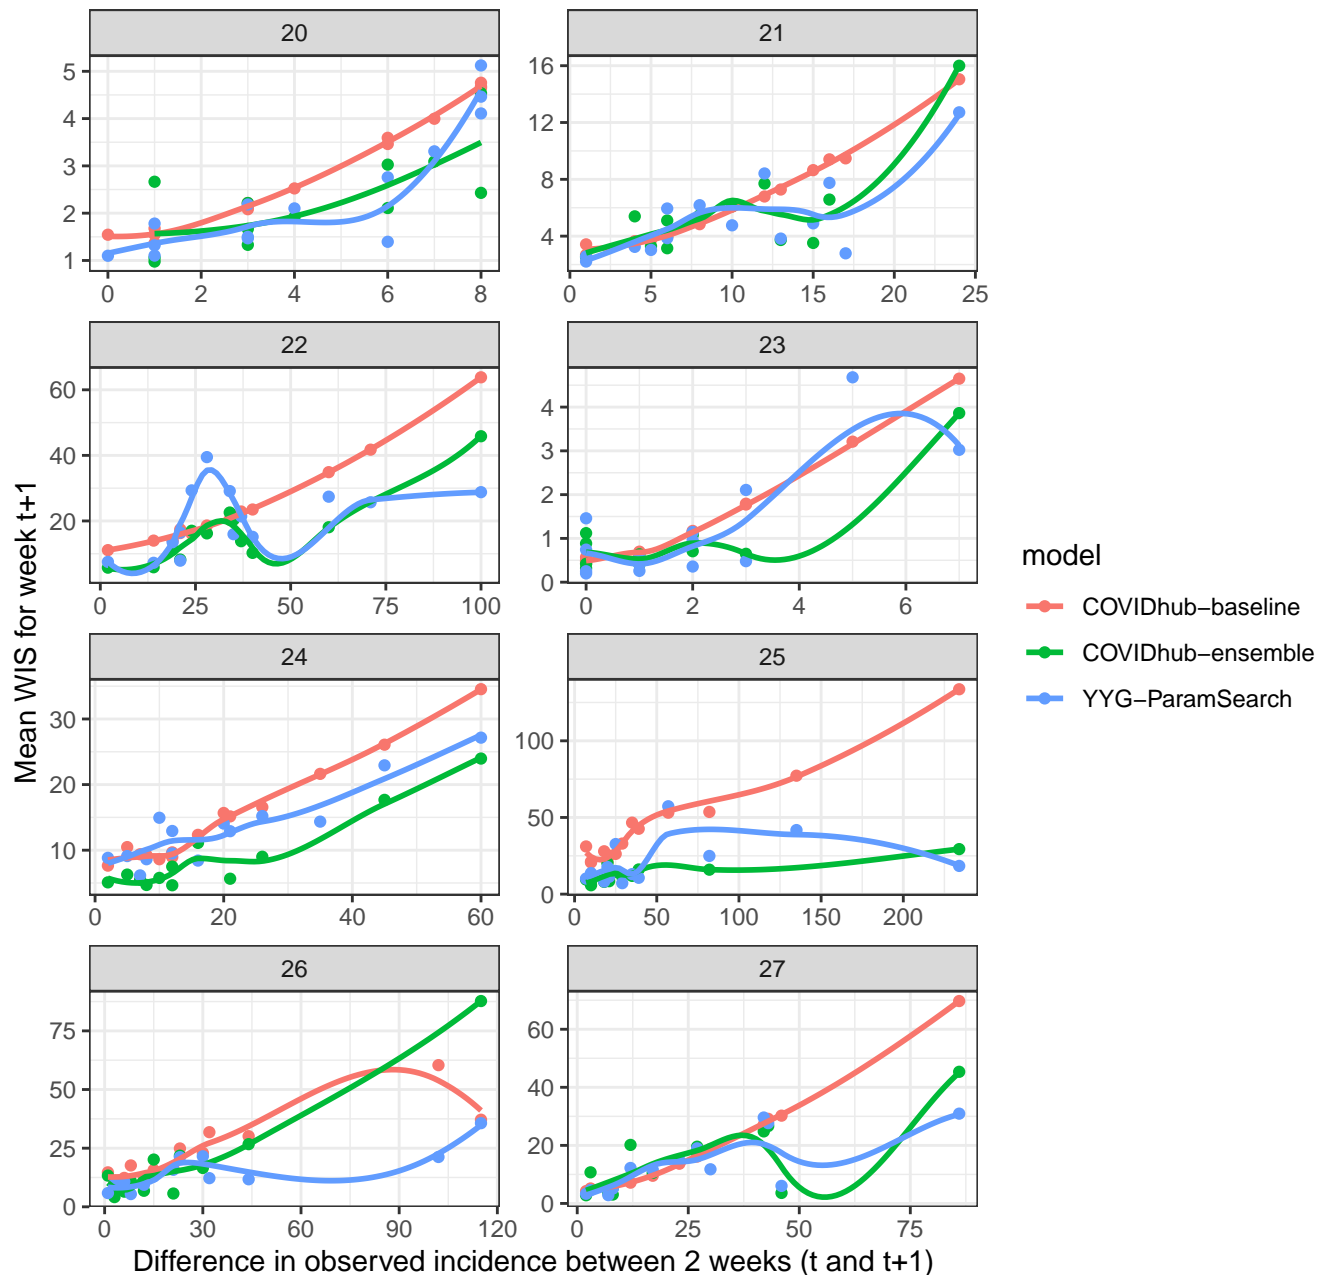 20
21
5
4
3
2
1
0 2 4 6 8
16
12
8
4
0 5 10 15 20 25
22
23
60
40
20
0 25 50 75 100
4
3
2
1
0
0 2 4 6
24
25
30
20
10
0 20 40 60
100
50
0
0 50 100 150 200
26
27
75
50
25
0
0 30 60 90 120
60
40
20
0
0 25 50 75
Mean WIS for week t+1
Difference in observed incidence between 2 weeks (t and t+1)
model
COVIDhub−baseline
COVIDhub−ensemble
YYG−ParamSearch